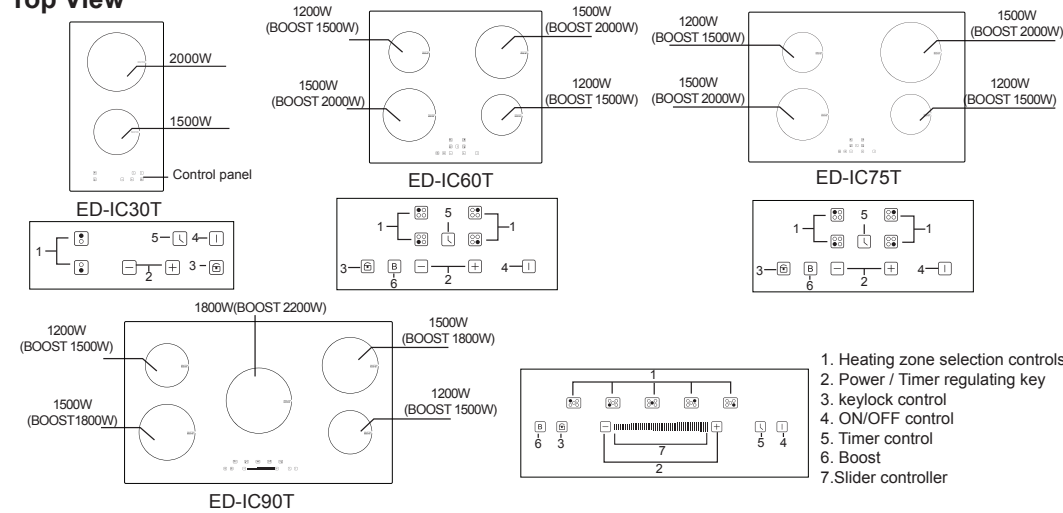 Top View
2000W
1500W
Control panel
ED-IC30T
1
5
4
2
3
1200W
(BOOST 1500W)
1500W
(BOOST 2000W)
1500W
(BOOST 2000W)
1200W
(BOOST 1500W)
ED-IC60T
1
5
1
3
B
6
2
4
1200W
(BOOST 1500W)
1500W
(BOOST 2000W)
1500W
(BOOST 2000W)
1200W
(BOOST 1500W)
ED-IC75T
1
5
1
3
B
6
2
4
1800W(BOOST 2200W)
1200W
(BOOST 1500W)
1500W
(BOOST 1800W)
1500W
(BOOST1800W)
1200W
(BOOST 1500W)
ED-IC90T
1
B
6
3
7
2
5
4
1. Heating zone selection controls
2. Power / Timer regulating key
3. keylock control
4. ON/OFF control
5. Timer control
6. Boost
7.Slider controller